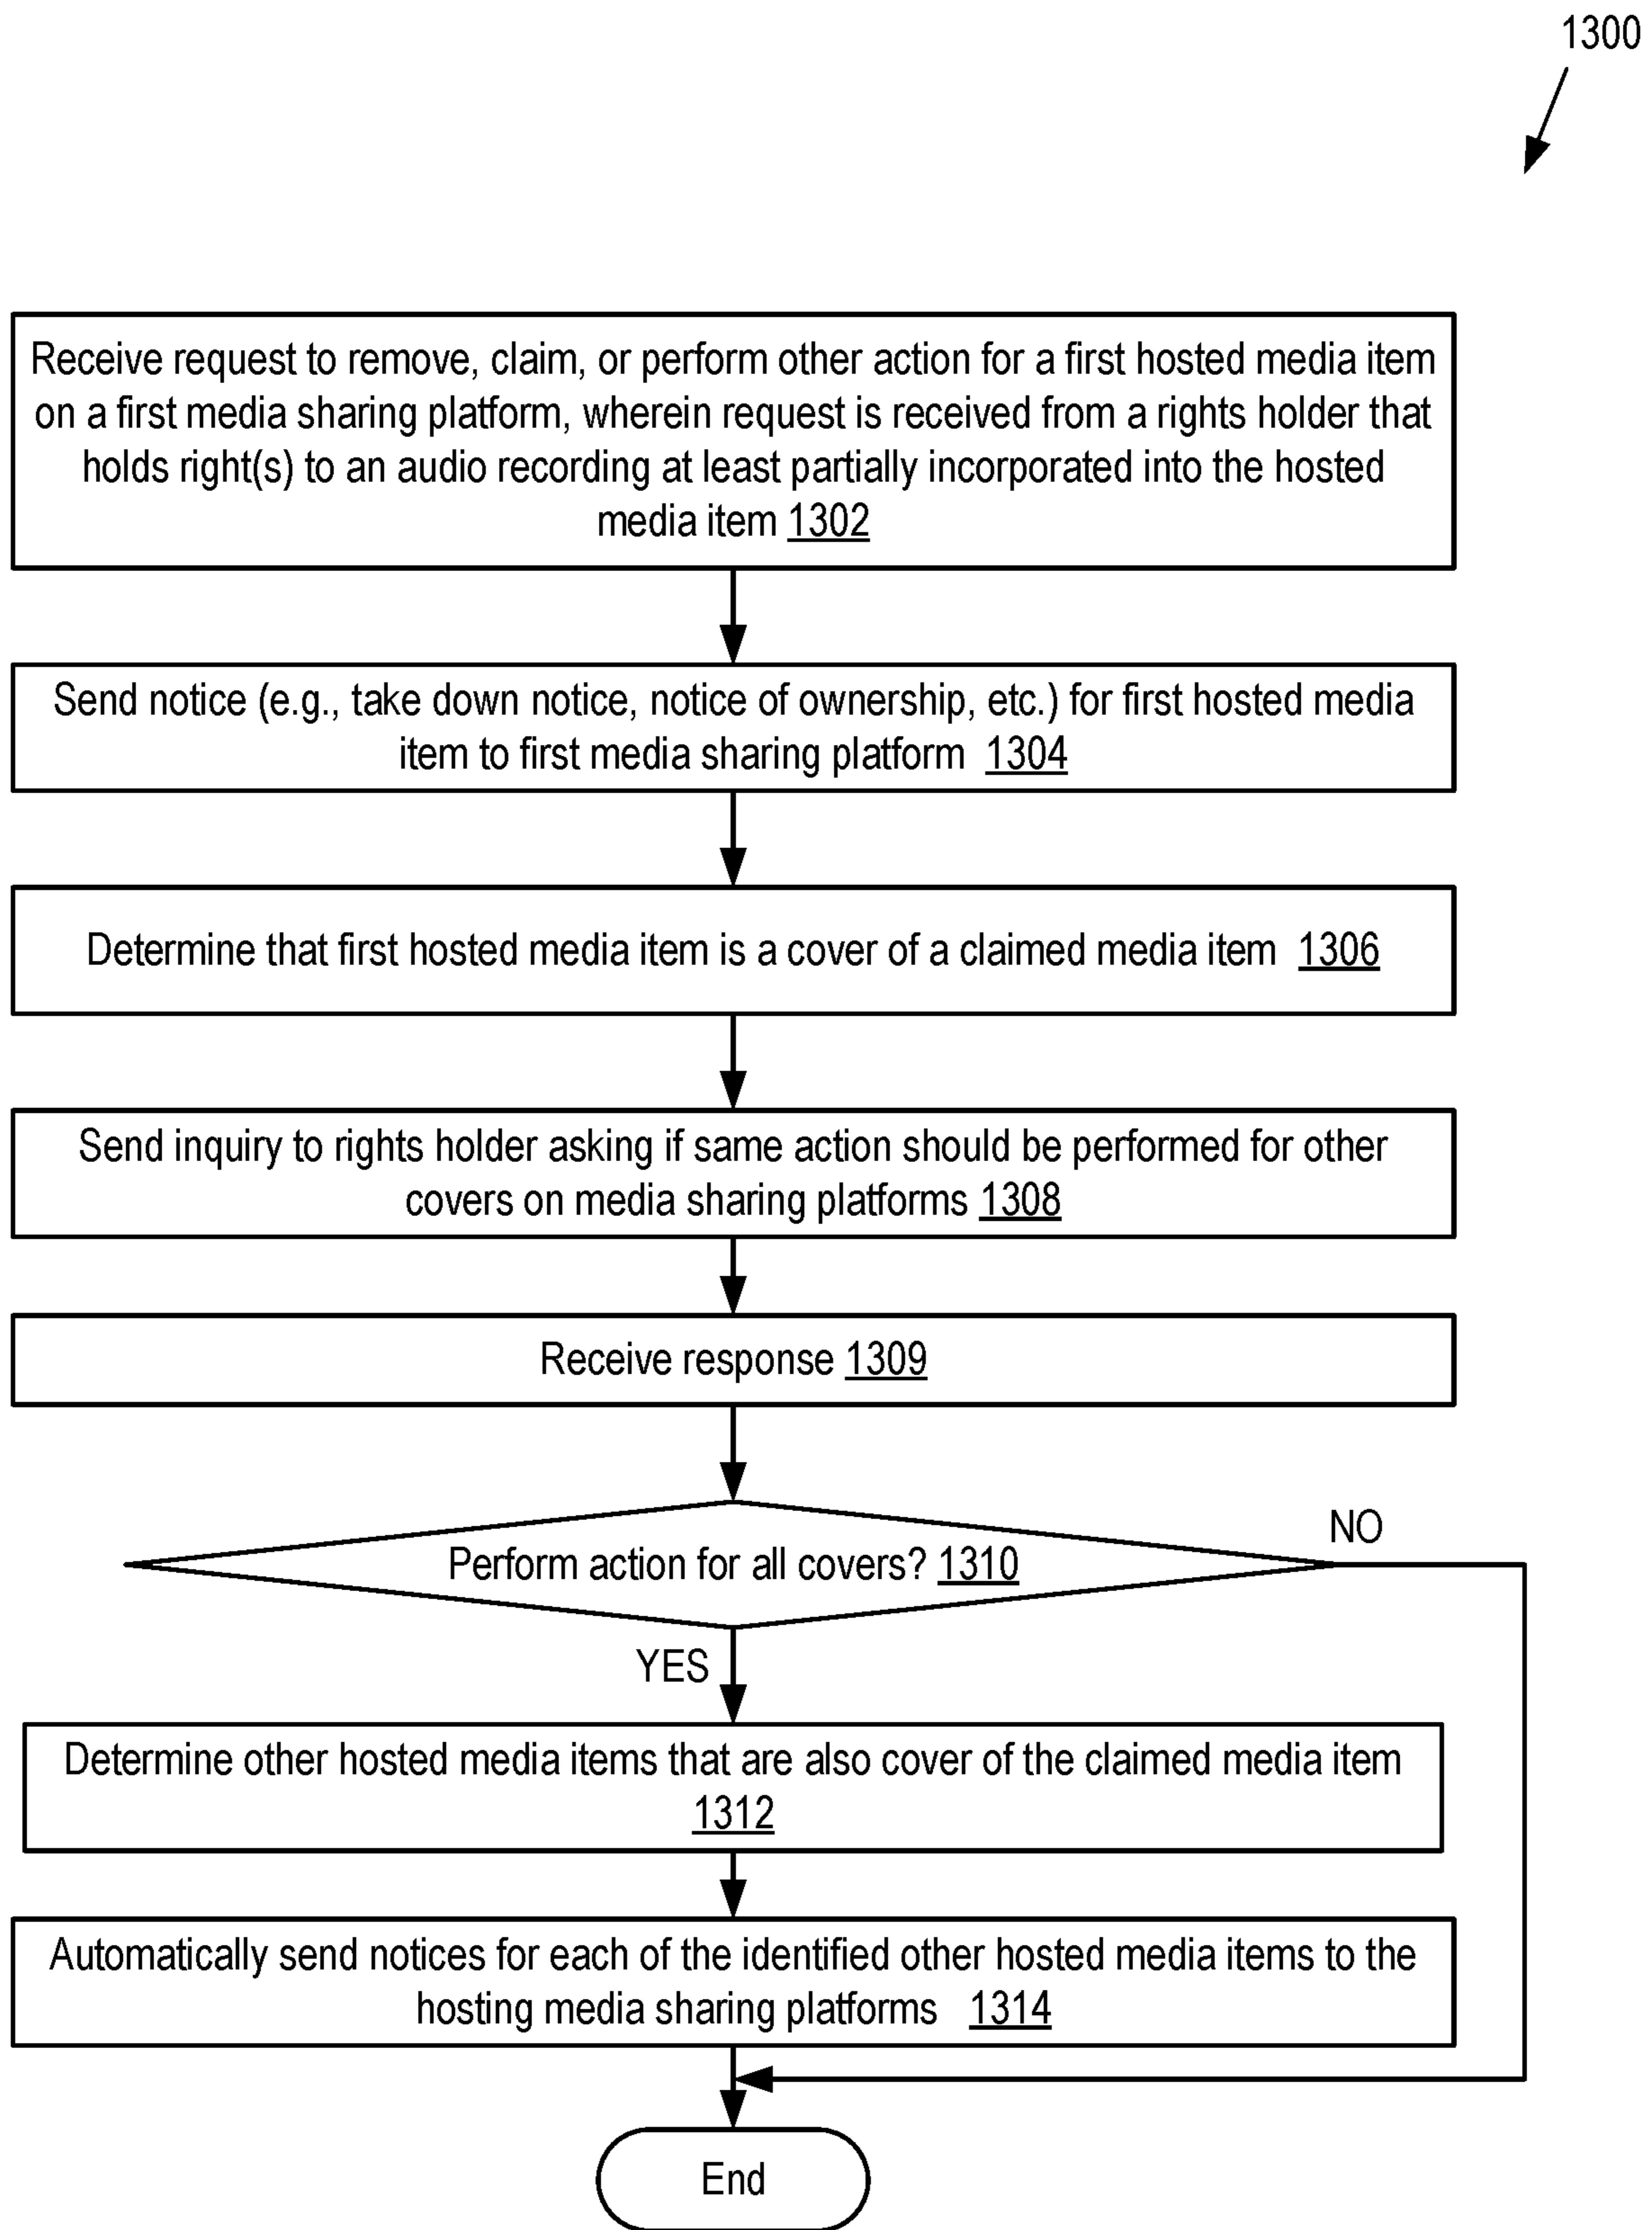 1300
Receive request to remove, claim, or perform other action for a first hosted media item
on a first media sharing platform, wherein request is received from a rights holder that
holds right(s) to an audio recording at least partially incorporated into the hosted
media item 1302
Send notice (e.g., take down notice, notice of ownership, etc.) for first hosted media
item to first media sharing platform 1304
Determine that first hosted media item is a cover of a claimed media item 1306
Send inquiry to rights holder asking if same action should be performed for other
covers on media sharing platforms 1308
Receive response 1309
Perform action for all covers? 1310
NO
YES
Determine other hosted media items that are also cover of the claimed media item
1312
Automatically send notices for each of the identified other hosted media items to the
hosting media sharing platforms 1314
End